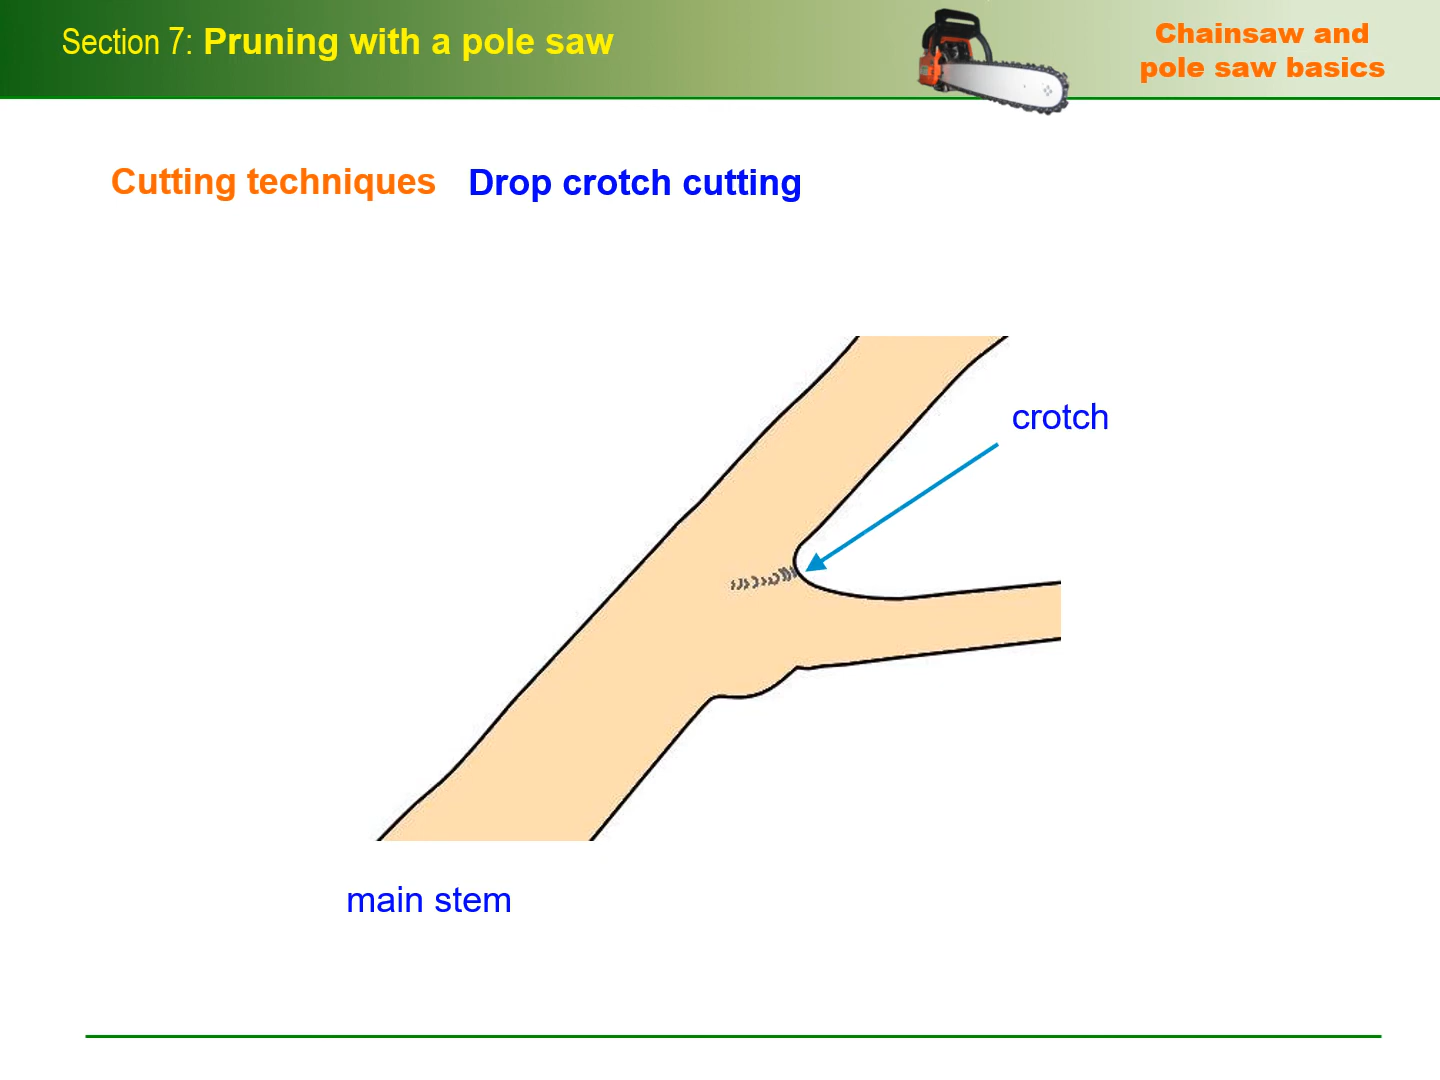 Section 7: Pruning with a pole saw
Chainsaw and
pole saw basics
Cutting techniques Drop crotch cutting
crotch
main stem